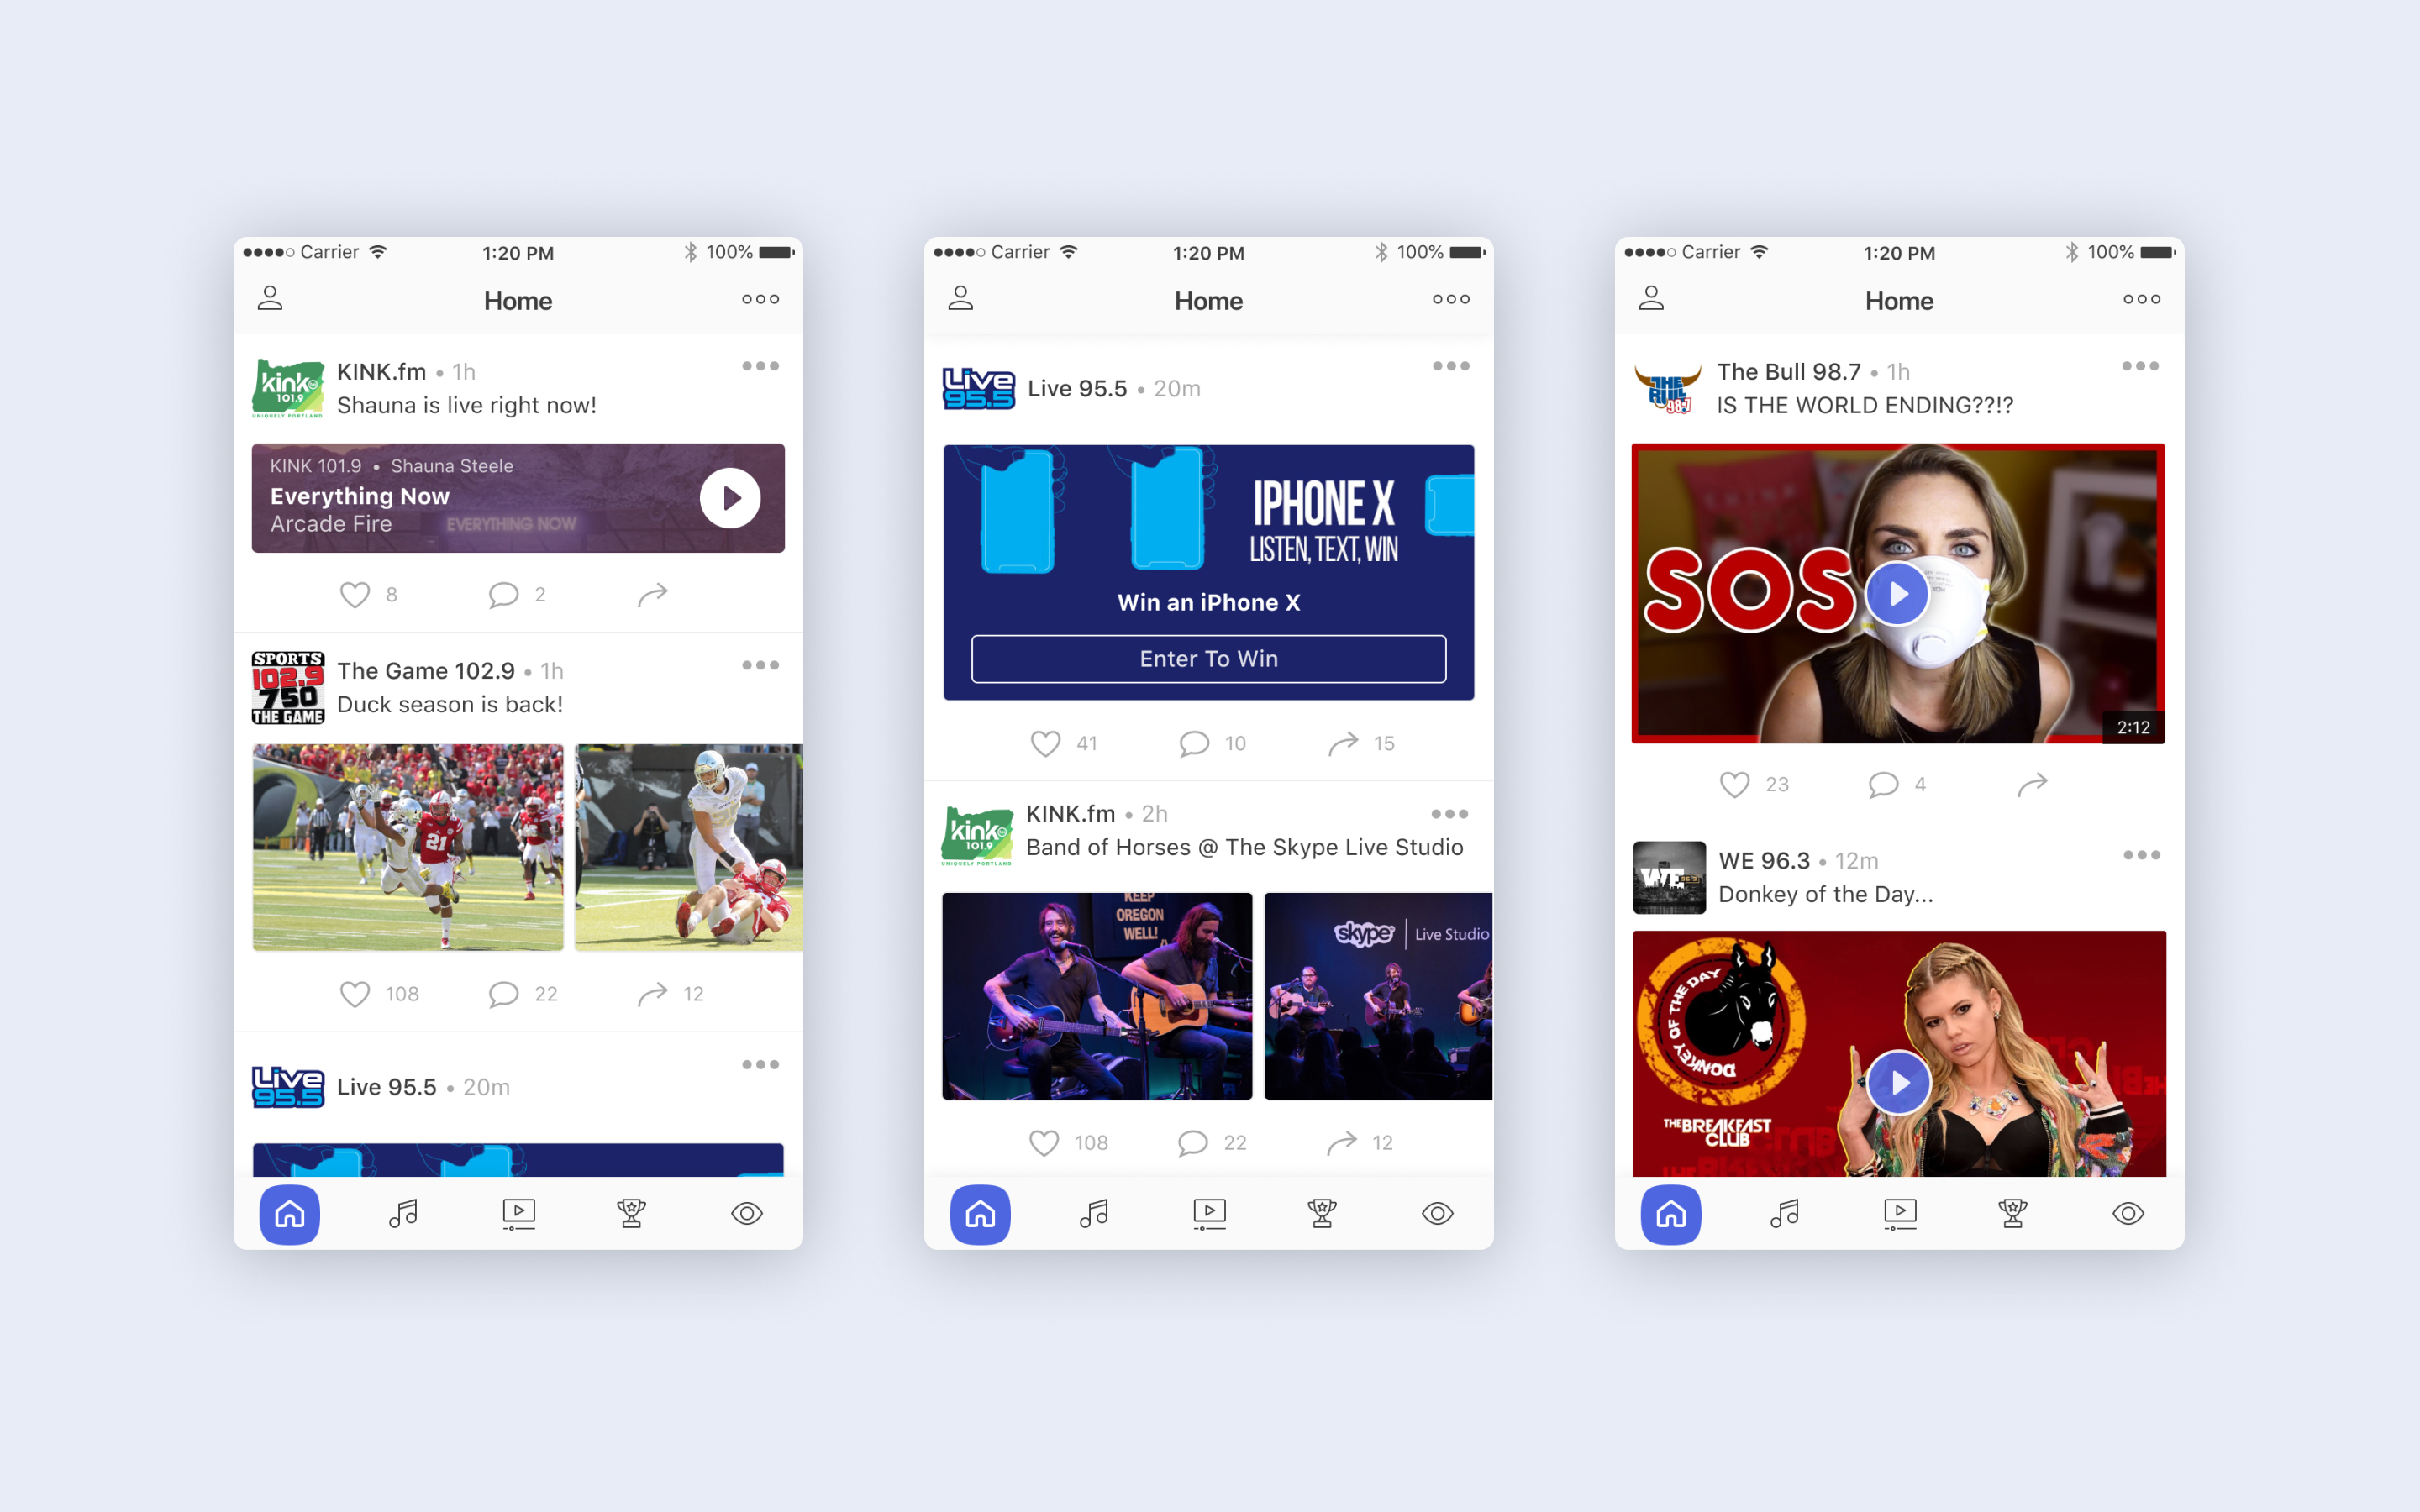 Carrier 1:20 PM 100%
Home
kink
101.9
UNIQUELY PORTLAND
KINK.fm • 1h
Shauna is live right now!
KINK 101.9 • Shauna Steele
Everything Now
Arcade Fire
EVERYTHING NOW
8 2
SPORTS
102.9
750
THE GAME
The Game 102.9 • 1h
Duck season is back!
21
108 22 12
Live
95.5
Live 95.5 • 20m
Carrier 1:20 PM 100%
Home
Live
95.5
Live 95.5 • 20m
IPHONE X
LISTEN, TEXT, WIN
Win an iPhone X
Enter To Win
41 10 15
kink
101.9
UNIQUELY PORTLAND
KINK.fm • 2h
Band of Horses @ The Skype Live Studio
KEEP
OREGON
WELL!
skype Live Studio
108 22 12
Carrier 1:20 PM 100%
Home
THE
BULL
98.7
The Bull 98.7 • 1h
IS THE WORLD ENDING??!?
SOS
2:12
23 4
WE 96.3
WE 96.3 • 12m
Donkey of the Day...
DONKEY OF THE DAY
THE BREAKFAST
CLUB